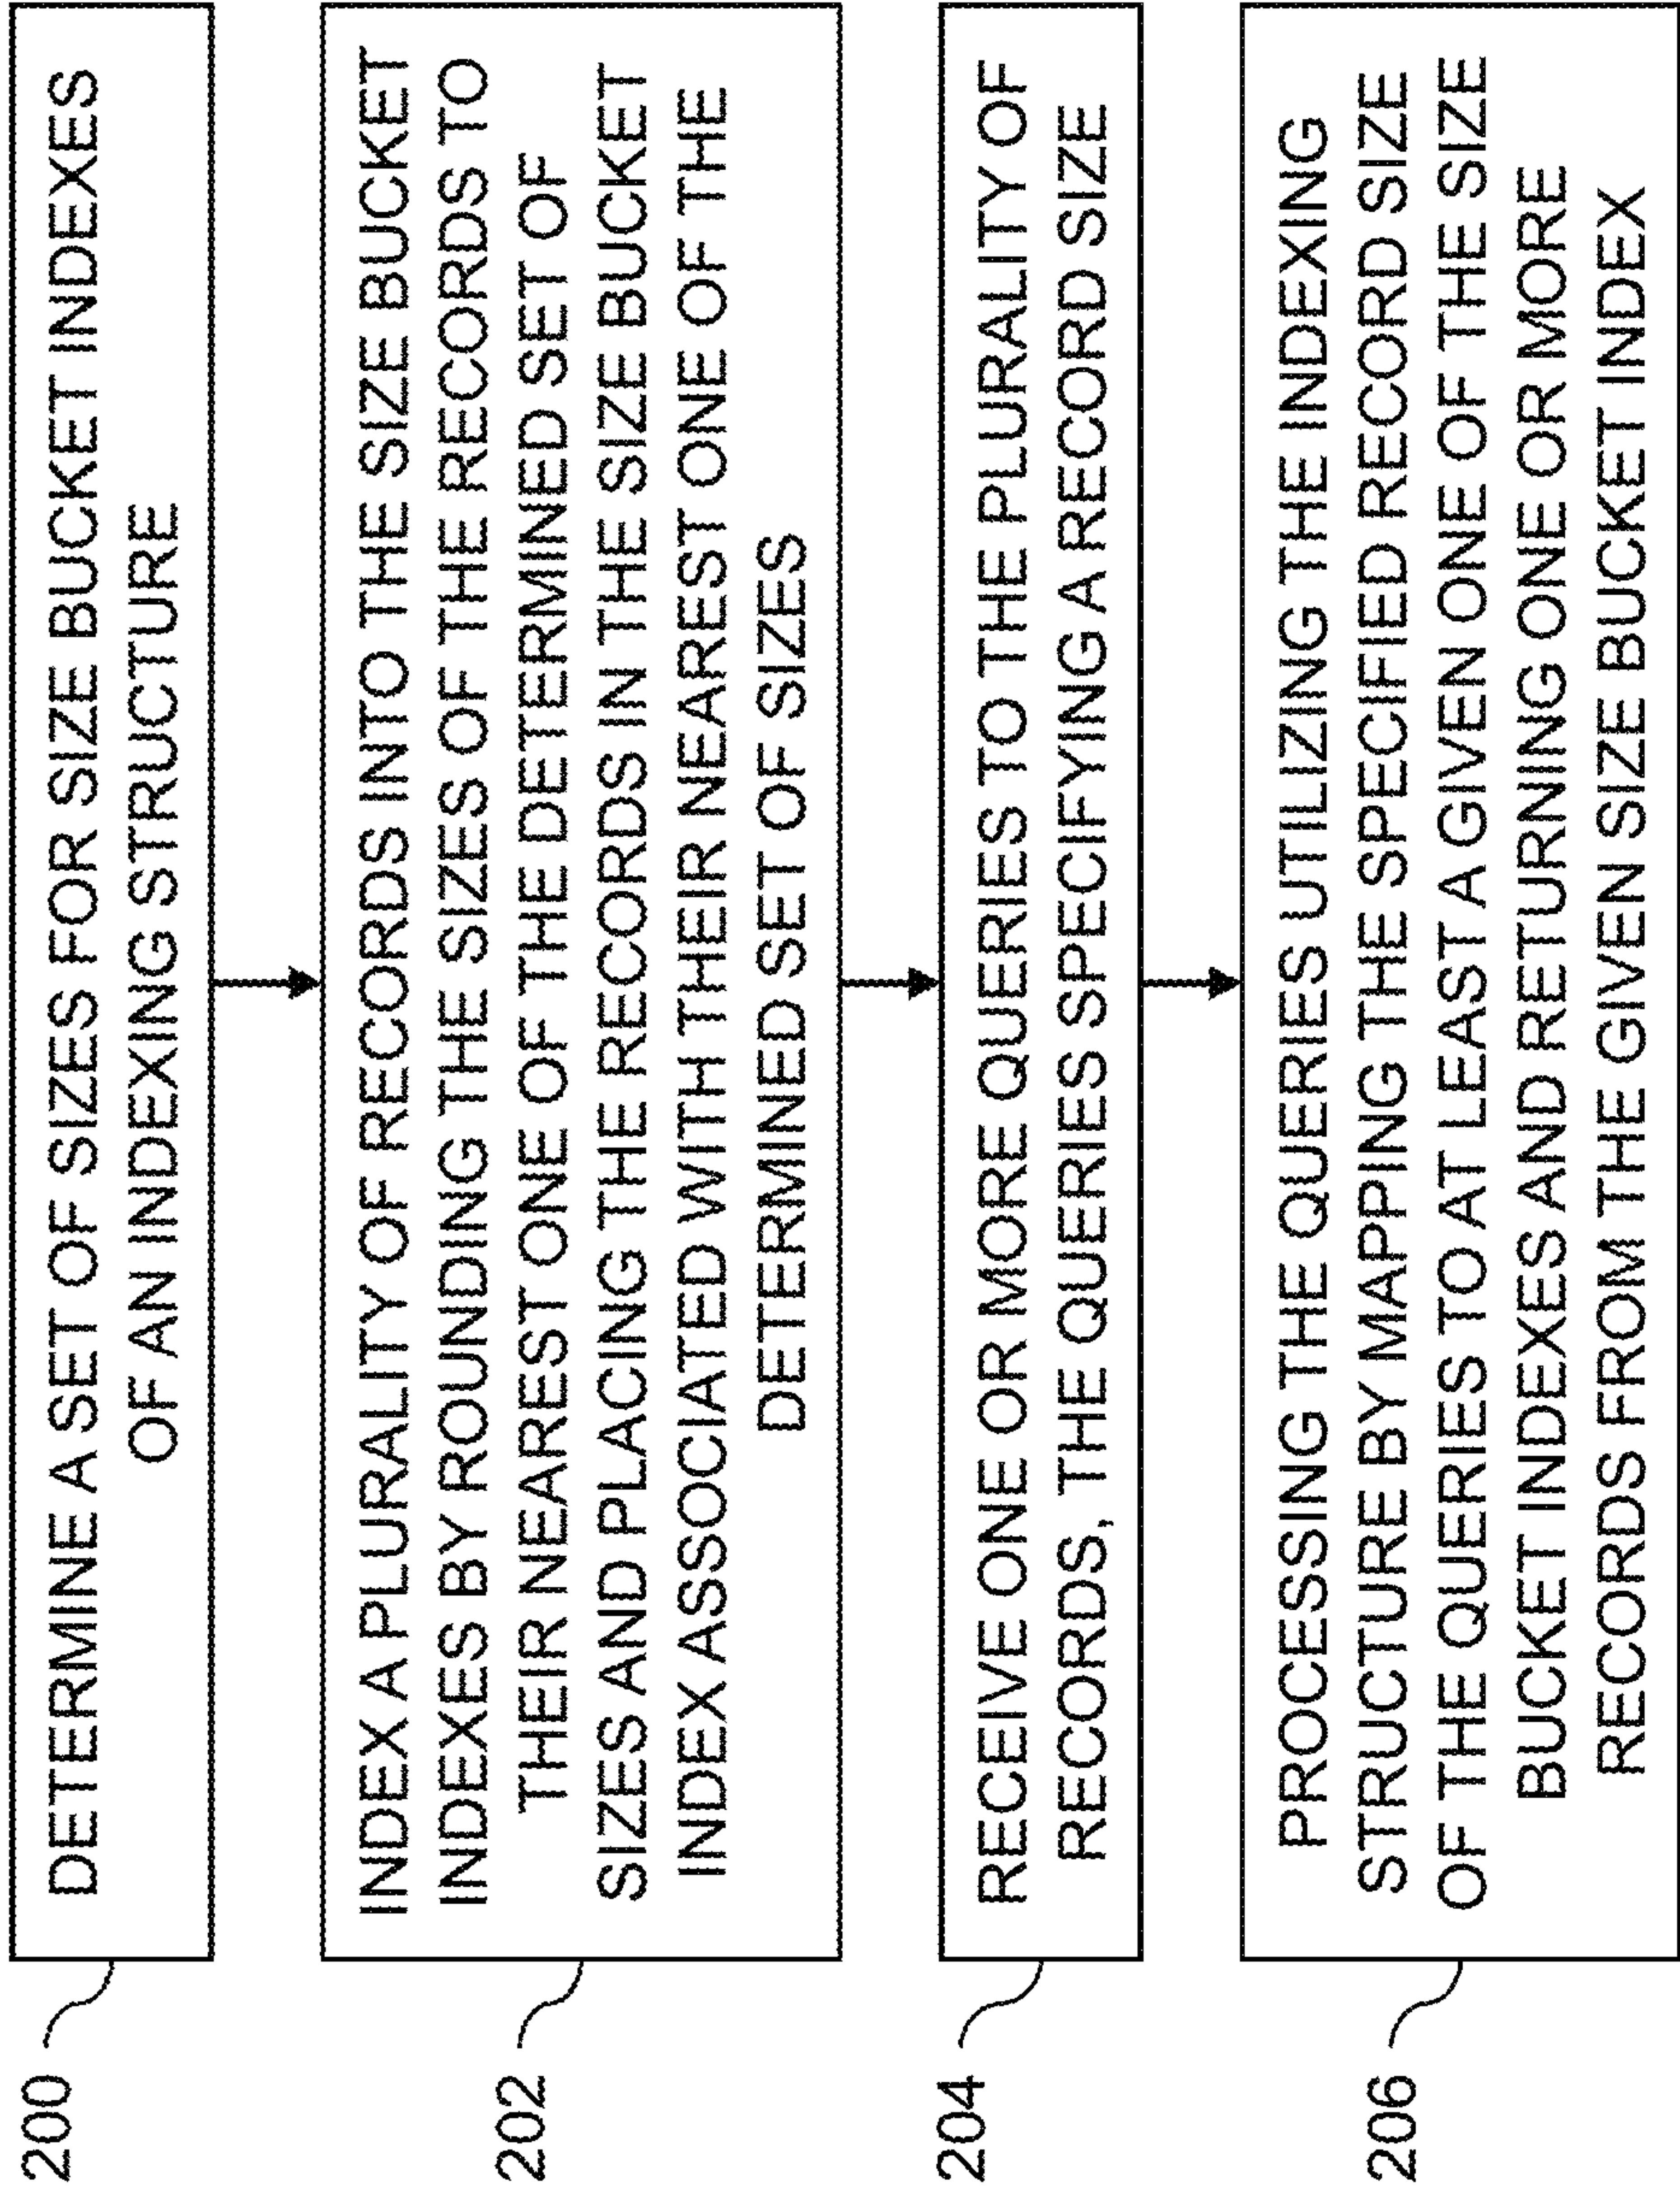 200
DETERMINE A SET OF SIZES FOR SIZE BUCKET INDEXES
OF AN INDEXING STRUCTURE
202
INDEX A PLURALITY OF RECORDS INTO THE SIZE BUCKET
INDEXES BY ROUNDING THE SIZES OF THE RECORDS TO
THEIR NEAREST ONE OF THE DETERMINED SET OF
SIZES AND PLACING THE RECORDS IN THE SIZE BUCKET
INDEX ASSOCIATED WITH THEIR NEAREST ONE OF THE
DETERMINED SET OF SIZES
204
RECEIVE ONE OR MORE QUERIES TO THE PLURALITY OF
RECORDS, THE QUERIES SPECIFYING A RECORD SIZE
206
PROCESSING THE QUERIES UTILIZING THE INDEXING
STRUCTURE BY MAPPING THE SPECIFIED RECORD SIZE
OF THE QUERIES TO AT LEAST A GIVEN ONE OF THE SIZE
BUCKET INDEXES AND RETURNING ONE OR MORE
RECORDS FROM THE GIVEN SIZE BUCKET INDEX